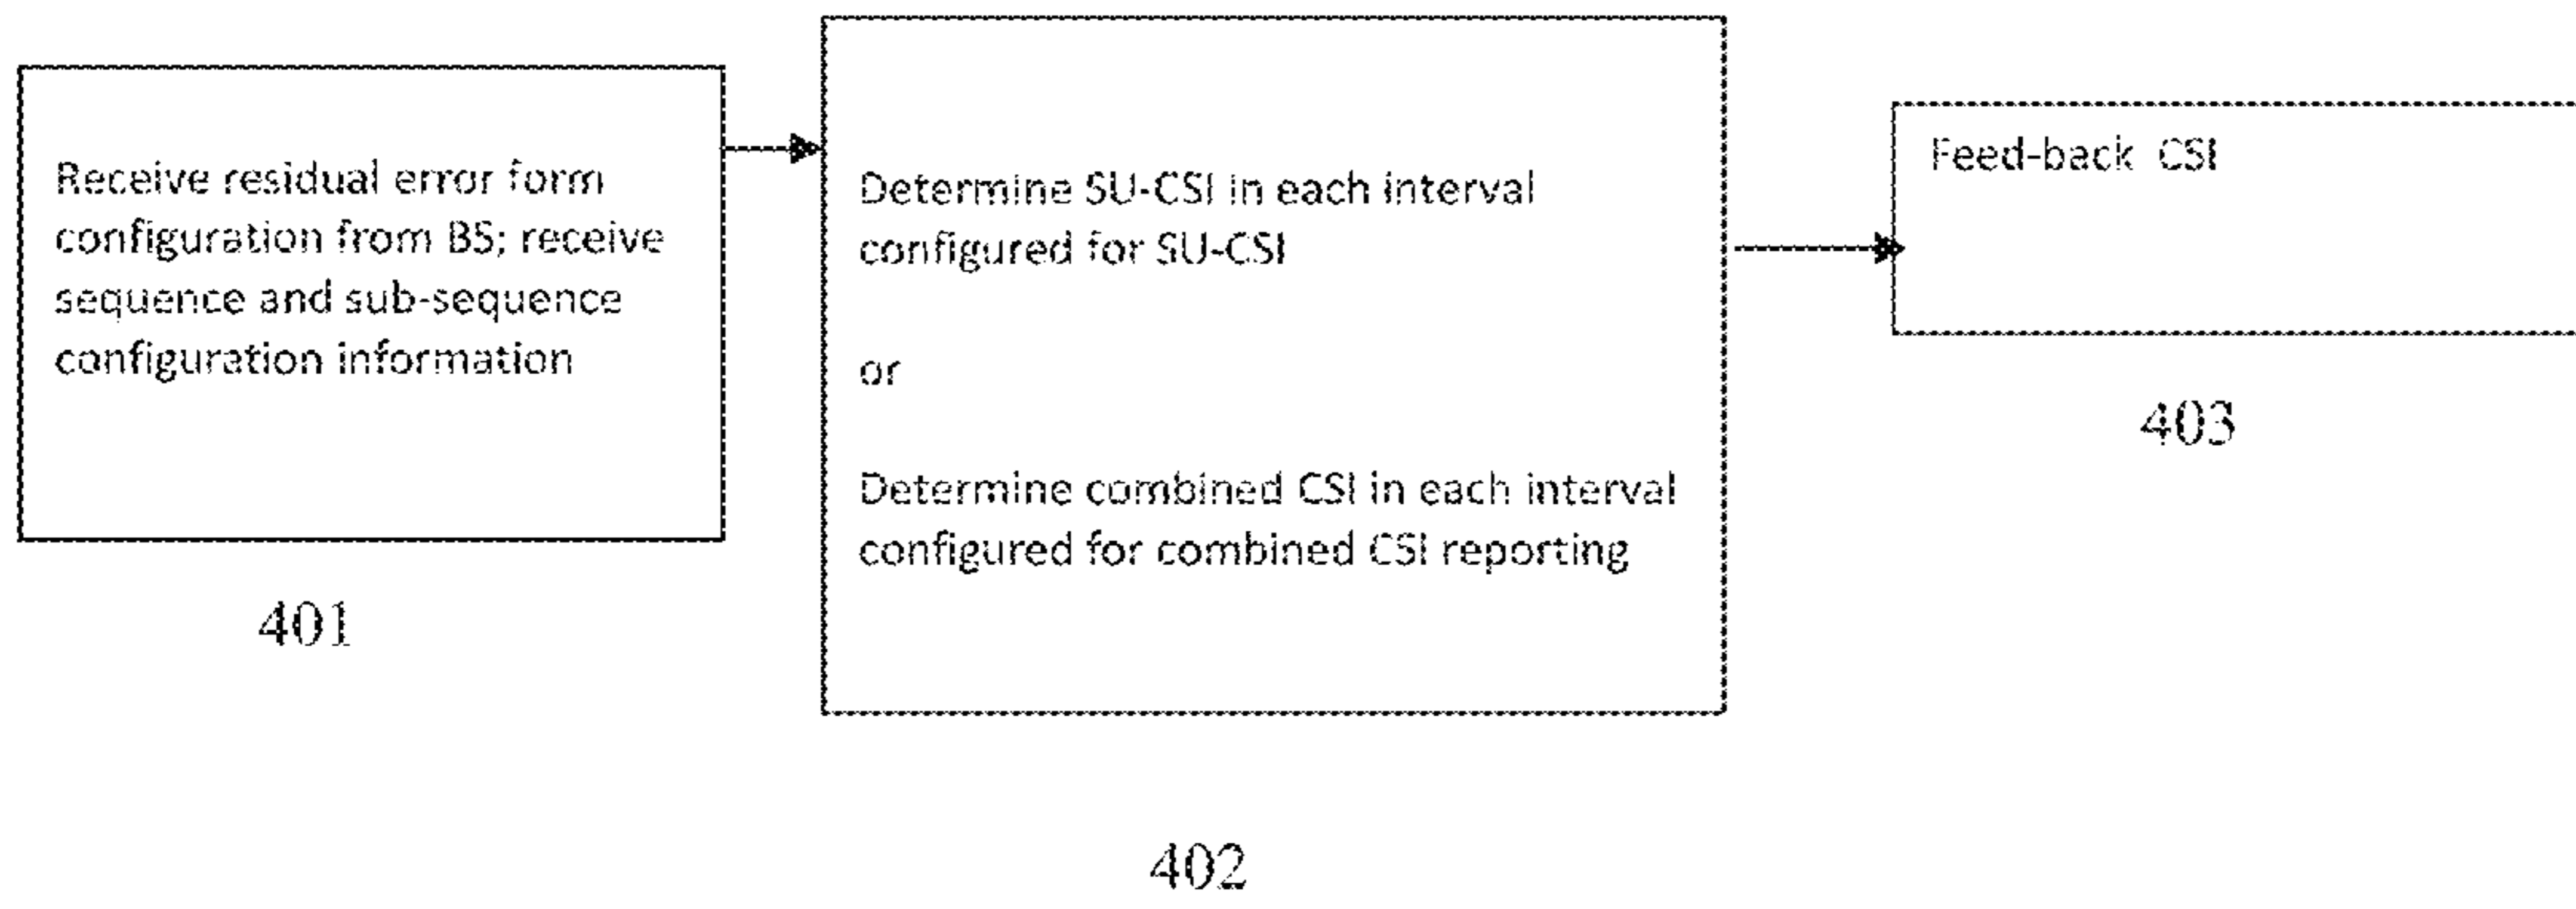 Receive residual error form
configuration from BS; receive
sequence and sub-sequence
configuration information
401
Determine SU-CSI in each interval
configured for SU-CSI
or
Determine combined CSI in each interval
configured for combined CSI reporting
402
Feed-back CSI
403